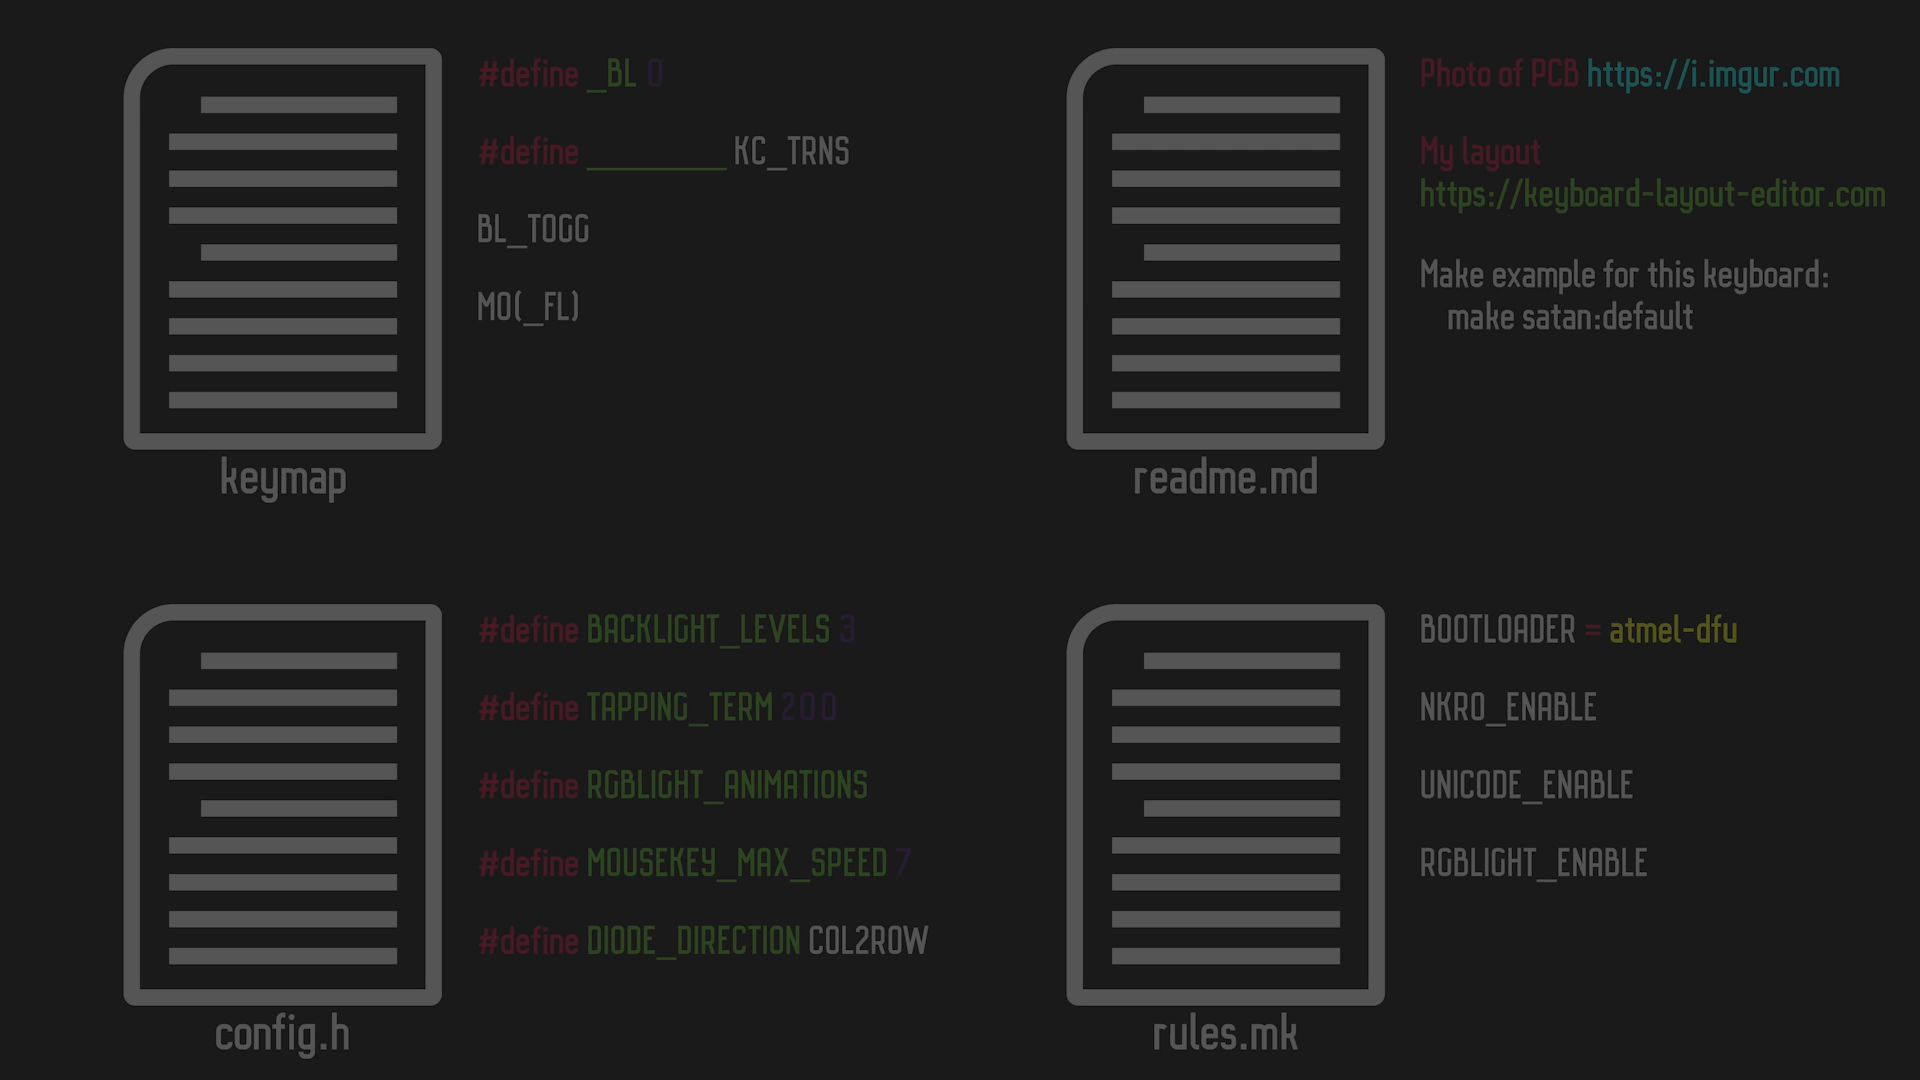 #define _BL 0
#define ________ KC_TRNS
BL_TOGG
MO(_FL)
keymap
Photo of PCB https://i.imgur.com
My layout
https://keyboard-layout-editor.com
Make example for this keyboard:
make satan:default
readme.md
#define BACKLIGHT_LEVELS 3
#define TAPPING_TERM 200
#define RGBLIGHT_ANIMATIONS
#define MOUSEKEY_MAX_SPEED 7
#define DIODE_DIRECTION COL2ROW
config.h
BOOTLOADER = atmel-dfu
NKRO_ENABLE
UNICODE_ENABLE
RGBLIGHT_ENABLE
rules.mk